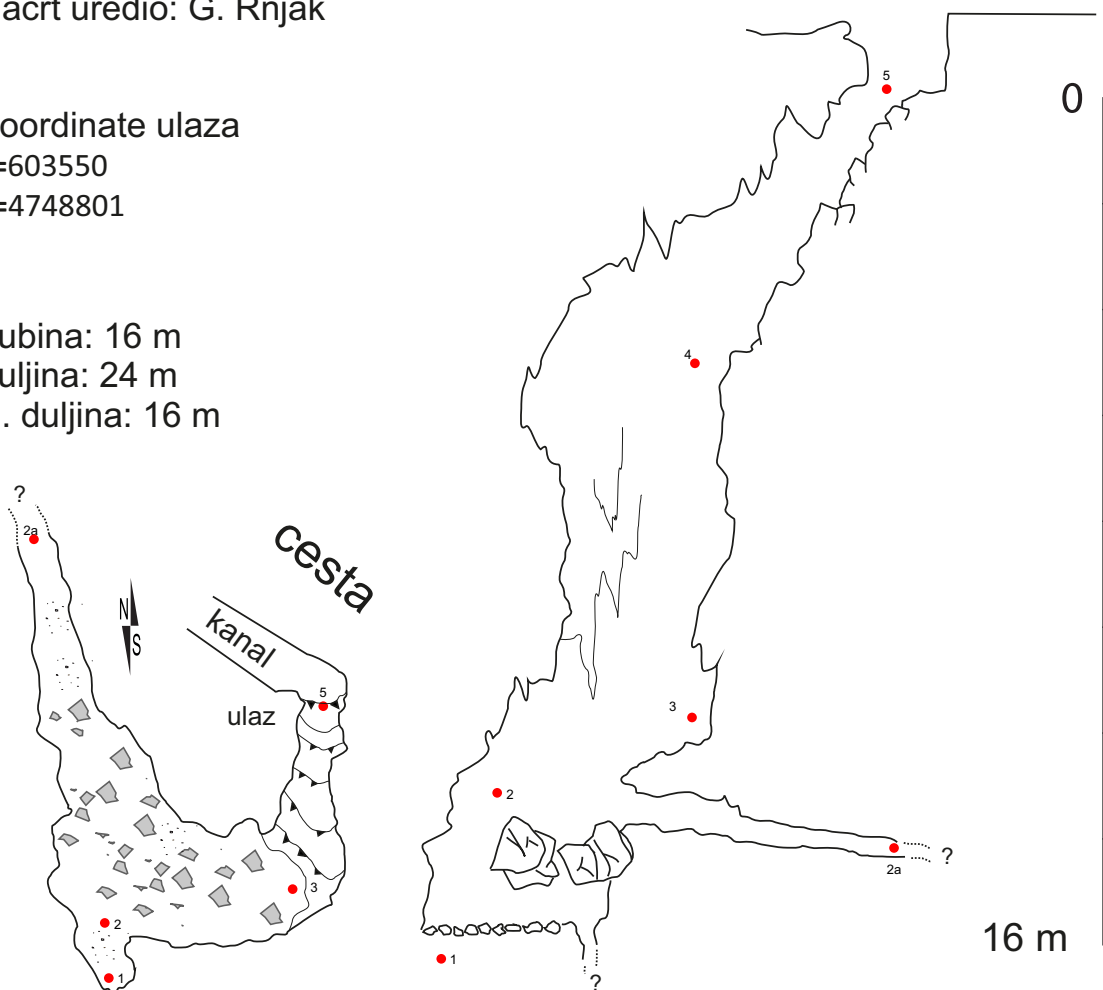 acrt uredio: G. Rnjak
oordinate ulaza
=603550
=4748801
ubina: 16 m
uljina: 24 m
. duljina: 16 m
?
2a
N
S
cesta
kanal
5
ulaz
3
2
1
5
0
4
3
2
2a
?
16 m
1
?